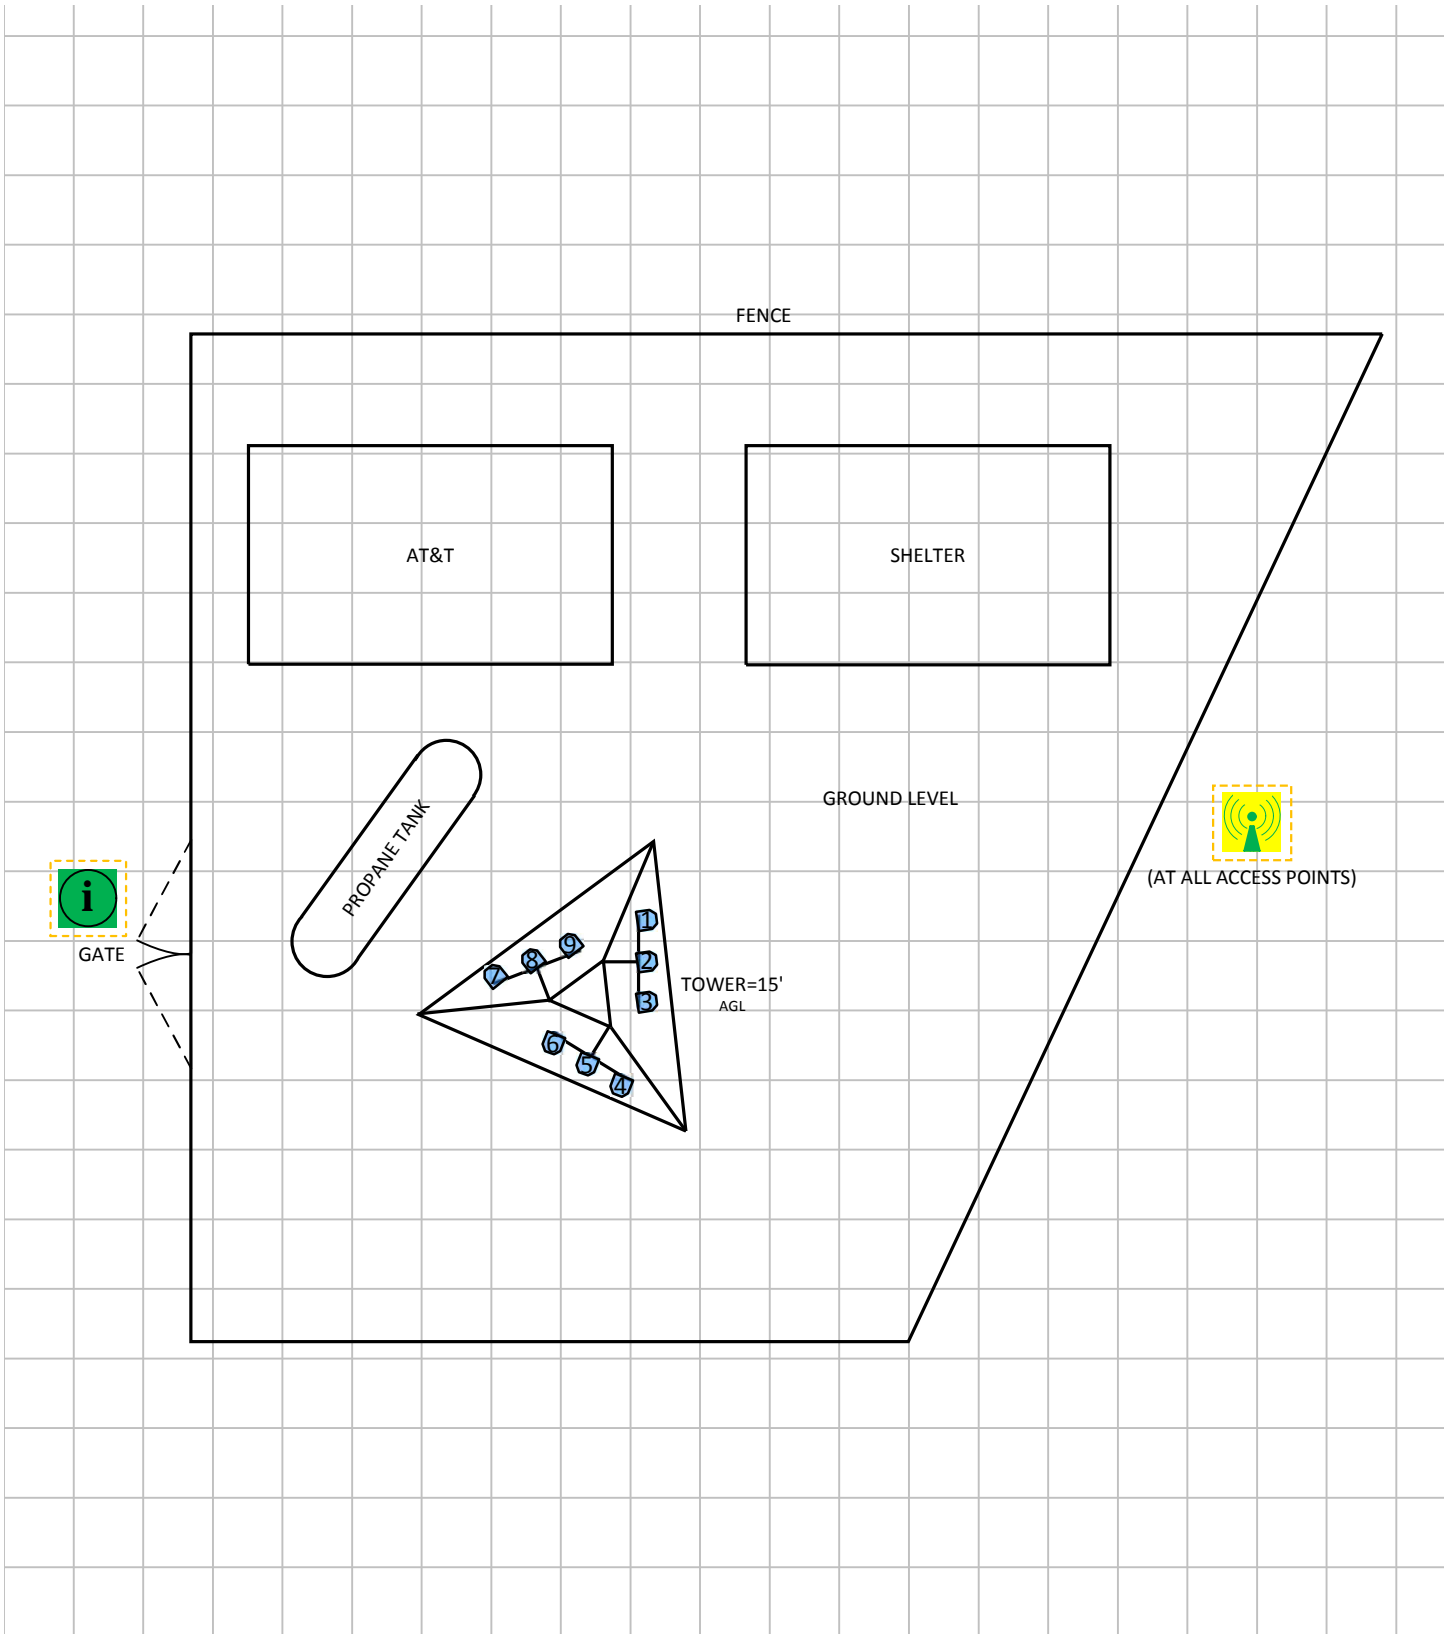 FENCE
AT&T
SHELTER
GROUND LEVEL
PROPANE TANK
(AT ALL ACCESS POINTS)
i
GATE
1
2
3
TOWER=15'
AGL
9
8
7
6
5
4